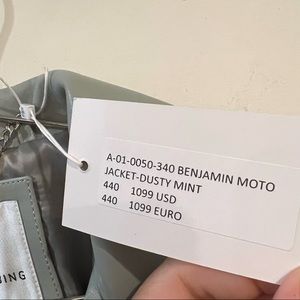 A-01-0050-340 BENJAMIN MOTO
JACKET-DUSTY MINT
440 1099 USD
440 1099 EURO